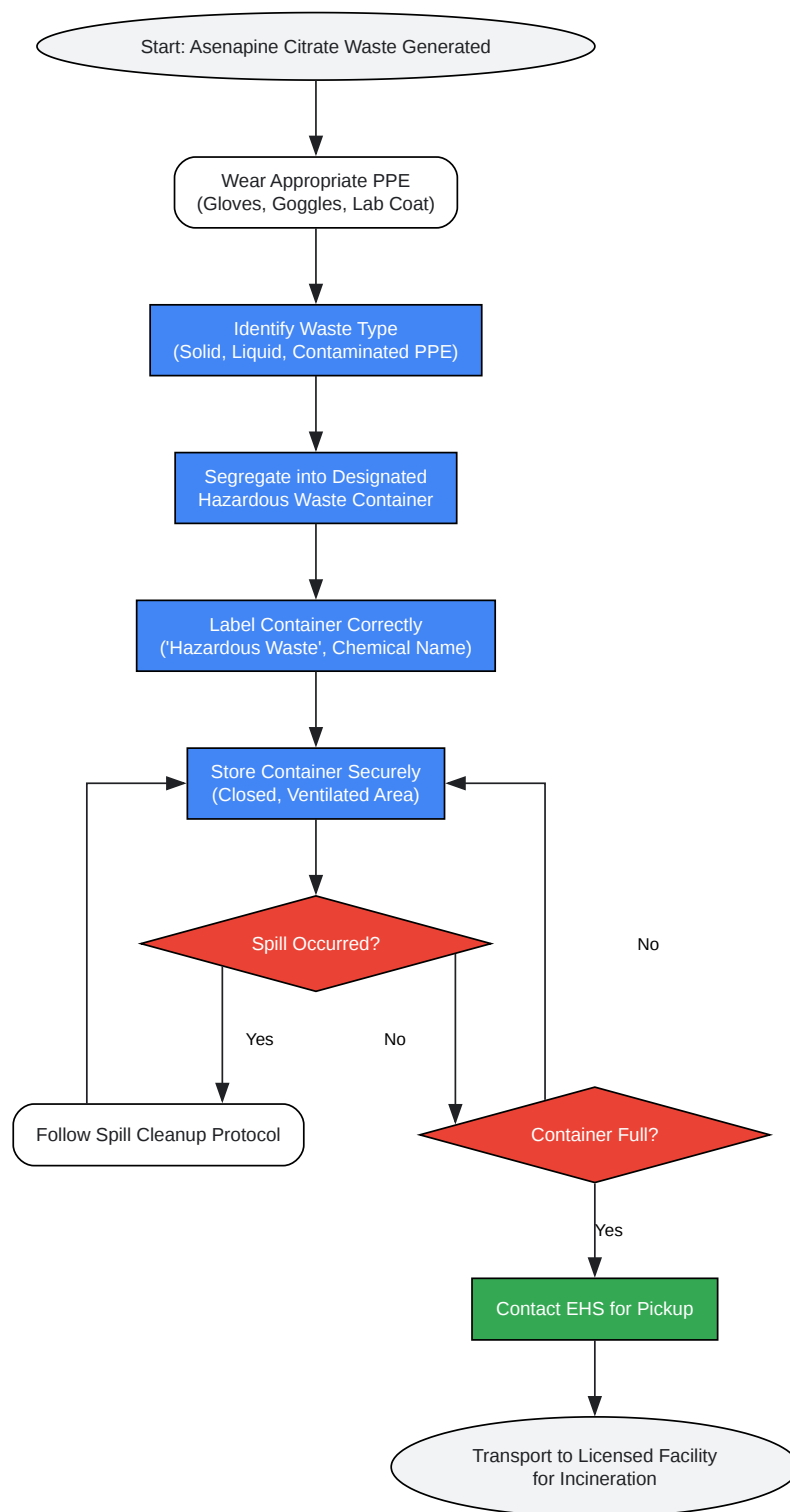 Start: Asenapine Citrate Waste Generated
Wear Appropriate PPE
(Gloves, Goggles, Lab Coat)
Identify Waste Type
(Solid, Liquid, Contaminated PPE)
Segregate into Designated
Hazardous Waste Container
Label Container Correctly
('Hazardous Waste', Chemical Name)
Store Container Securely
(Closed, Ventilated Area)
Spill Occurred?
No
Yes
No
Follow Spill Cleanup Protocol
Container Full?
Yes
Contact EHS for Pickup
Transport to Licensed Facility
for Incineration